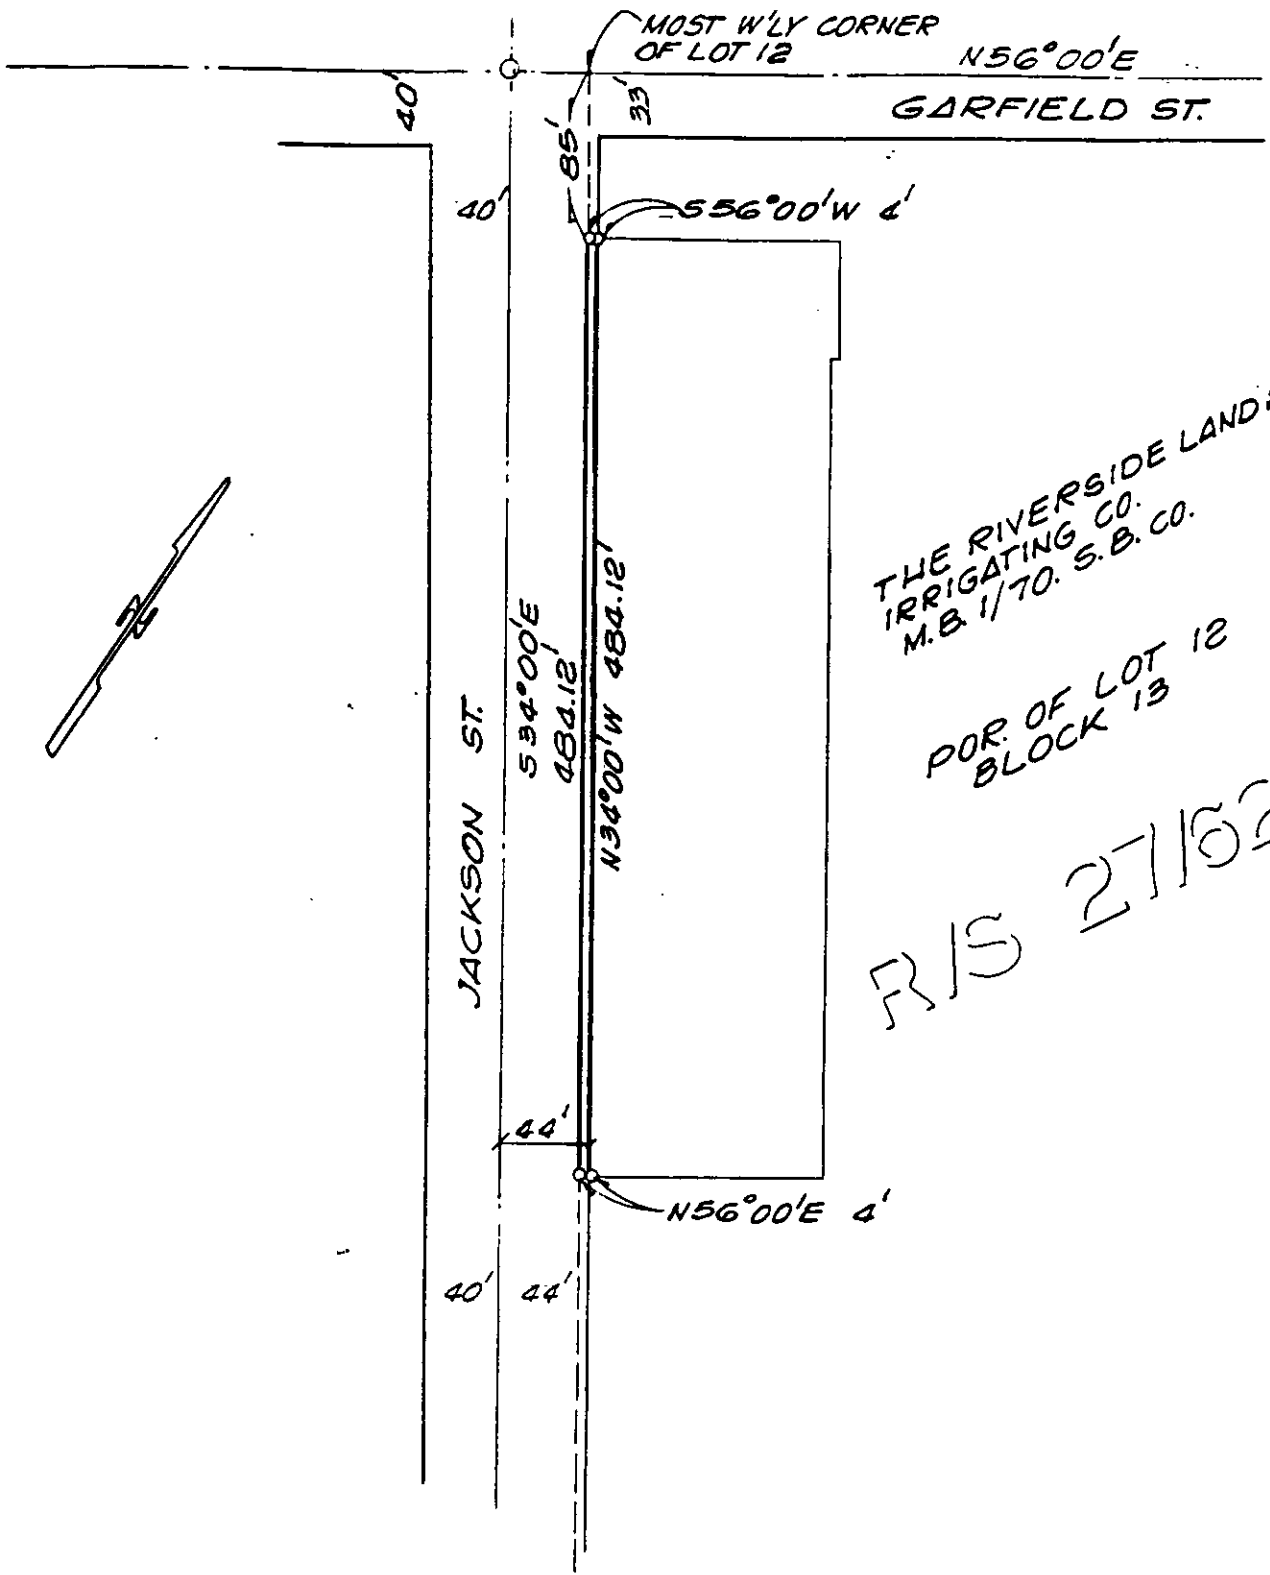 MOST W'LY CORNER
OF LOT 12
N56°00'E
40'
33'
GARFIELD ST.
85'
40'
S56°00'W 4'
THE RIVERSIDE LAND
IRRIGATING CO.
M.B. 1/70. S.B. CO.
S34°00'E
484.12'
N34°00'W 484.12'
JACKSON ST.
POR. OF LOT 12
BLOCK 13
R/S
44'
N56°00'E 4'
40'
44'